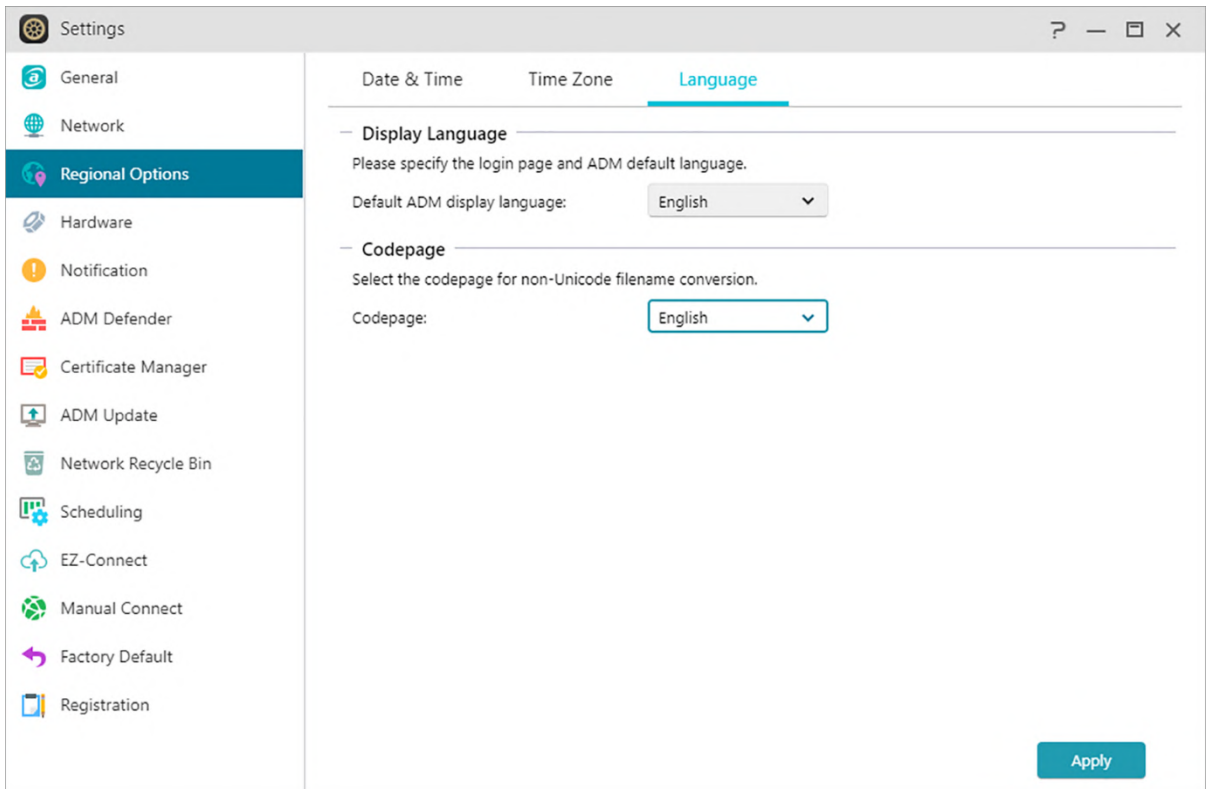 Settings
General
Network
Regional Options
Hardware
Notification
ADM Defender
Certificate Manager
ADM Update
Network Recycle Bin
Scheduling
EZ-Connect
Manual Connect
Factory Default
Registration
Date & Time Time Zone Language
Display Language
Please specify the login page and ADM default language.
Default ADM display language: English
Codepage
Select the codepage for non-Unicode filename conversion.
Codepage: English
Apply